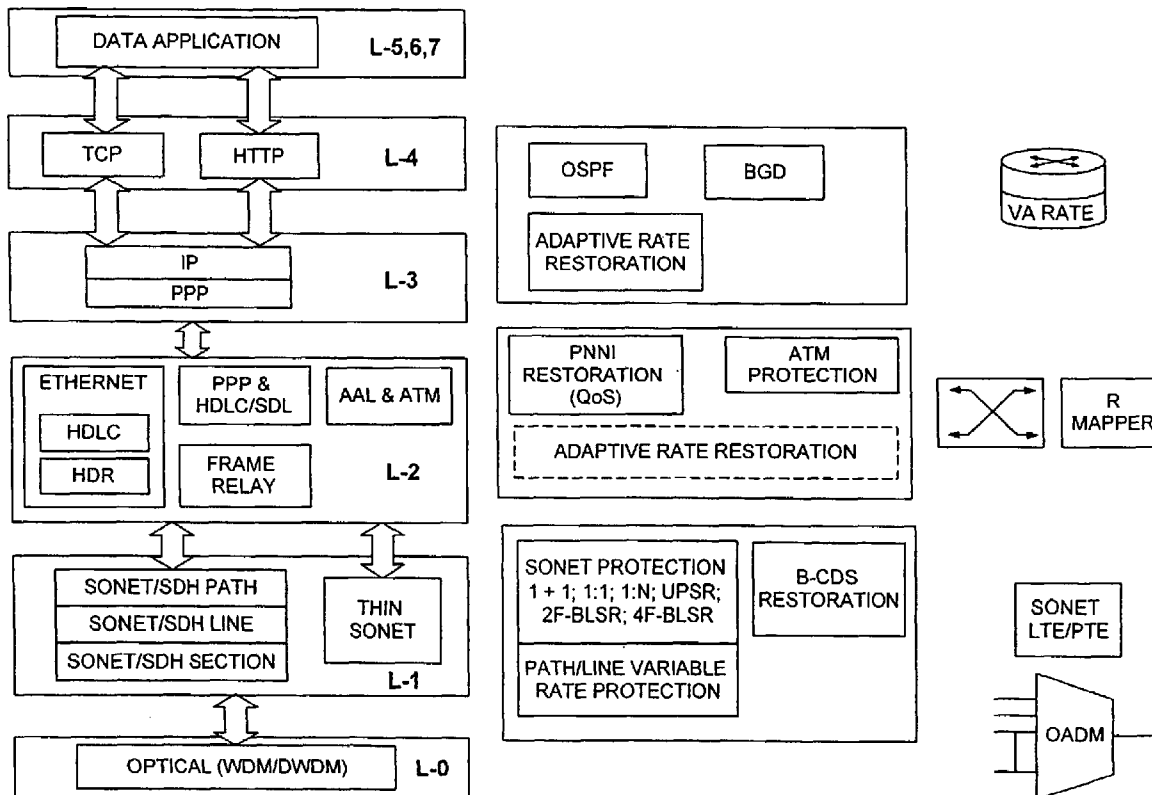 DATA APPLICATION
L-5,6,7
TCP
HTTP
L-4
IP
PPP
L-3
ETHERNET
HDLC
HDR
PPP &
HDLC/SDL
AAL & ATM
FRAME
RELAY
L-2
SONET/SDH PATH
SONET/SDH LINE
SONET/SDH SECTION
THIN
SONET
L-1
OPTICAL (WDM/DWDM)
L-0
OSPF
BGD
ADAPTIVE RATE
RESTORATION
PNNI
RESTORATION
(QoS)
ATM
PROTECTION
ADAPTIVE RATE RESTORATION
SONET PROTECTION
1 + 1; 1:1; 1:N; UPSR;
2F-BLSR; 4F-BLSR
PATH/LINE VARIABLE
RATE PROTECTION
B-CDS
RESTORATION
VA RATE
R
MAPPER
SONET
LTE/PTE
OADM